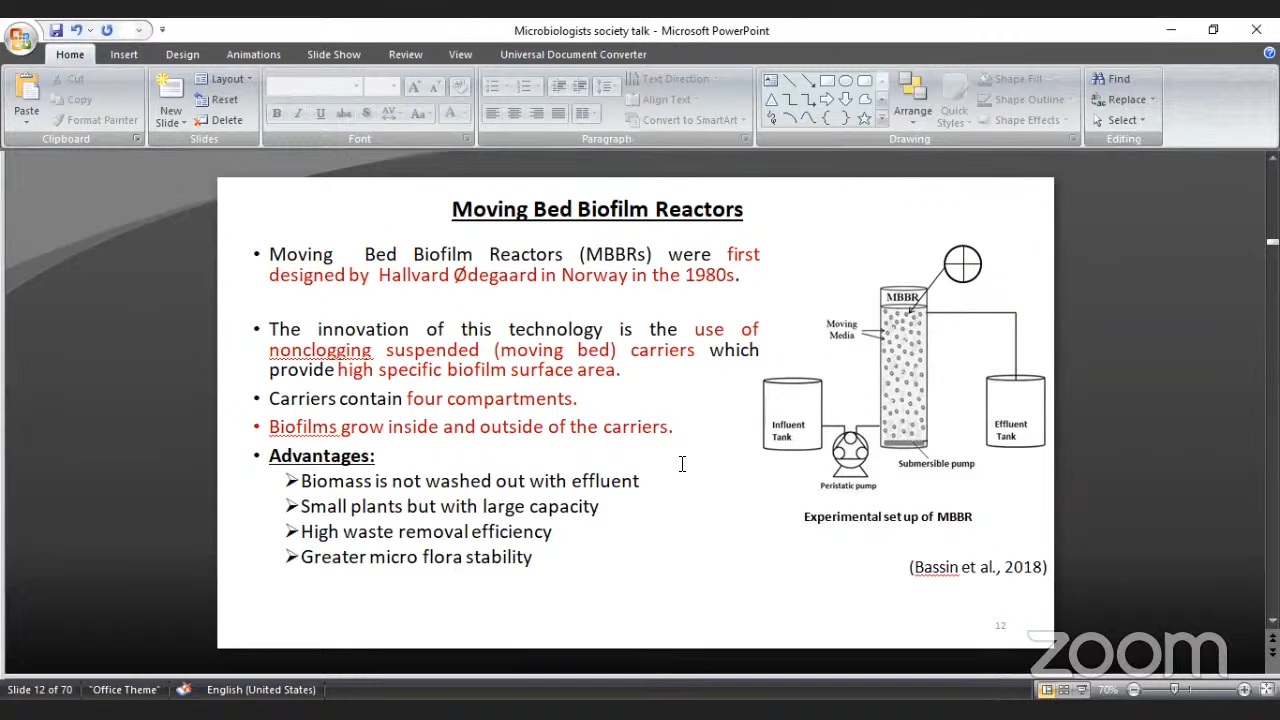 Microbiologists society talk - Microsoft PowerPoint
Home Insert Design Animations Slide Show Review View Universal Document Converter
Paste
Cut
Copy
Format Painter
Clipboard
New Slide
Layout
Reset
Delete
Slides
B I U abc S AV Aa A
Font
Text Direction
Align Text
Convert to SmartArt
Paragraph
Arrange
Quick Styles
Shape Fill
Shape Outline
Shape Effects
Drawing
Find
Replace
Select
Editing
Moving Bed Biofilm Reactors
• Moving Bed Biofilm Reactors (MBBRs) were first
designed by Hallvard Ødegaard in Norway in the 1980s.
• The innovation of this technology is the use of
nonclogging suspended (moving bed) carriers which
provide high specific biofilm surface area.
• Carriers contain four compartments.
• Biofilms grow inside and outside of the carriers.
• Advantages:
➢Biomass is not washed out with effluent
➢Small plants but with large capacity
➢High waste removal efficiency
➢Greater micro flora stability
MBBR
Moving
Media
Influent
Tank
Effluent
Tank
Submersible pump
Peristatic pump
Experimental set up of MBBR
(Bassin et al., 2018)
12
zoom
Slide 12 of 70 "Office Theme" English (United States) 70%